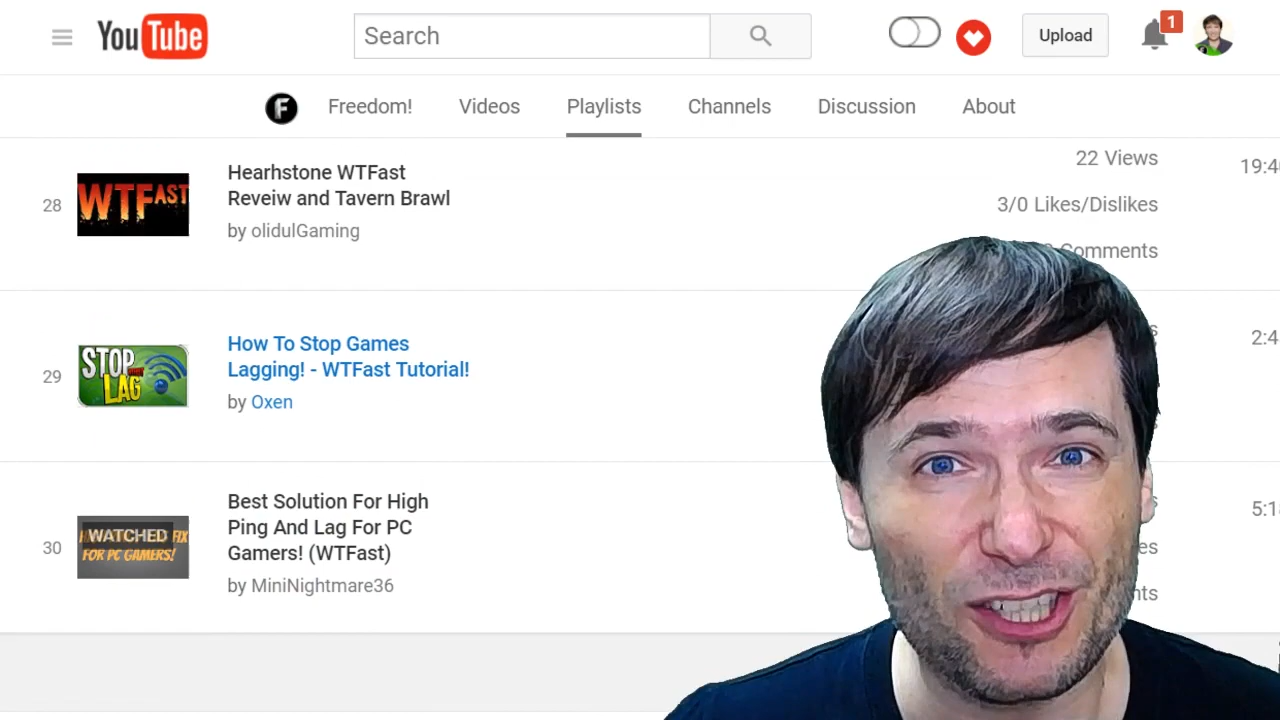 YouTube
Search
Upload
1
F
Freedom!
Videos
Playlists
Channels
Discussion
About
28
WTFAST
Hearhstone WTFast
Reveiw and Tavern Brawl
by olidulGaming
22 Views
3/0 Likes/Dislikes
Comments
29
STOP
LAG
How To Stop Games
Lagging! - WTFast Tutorial!
by Oxen
30
WATCHED
FIX
FOR PC GAMERS!
Best Solution For High
Ping And Lag For PC
Gamers! (WTFast)
by MiniNightmare36